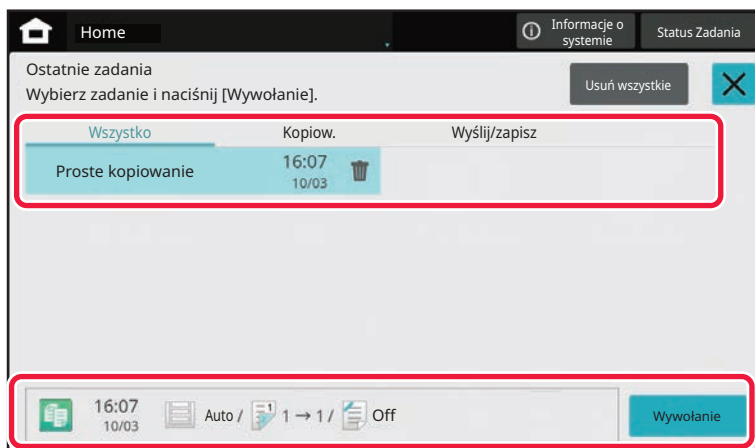 Home
Informacje o
systemie
Status Zadania
Ostatnie zadania
Wybierz zadanie i naciśnij [Wywołanie].
Usuń wszystkie
Wszystko
Kopiow.
Wyślij/zapisz
Proste kopiowanie
16:07
10/03
16:07
10/03
Auto / 1 1 → 1 / Off
Wywołanie